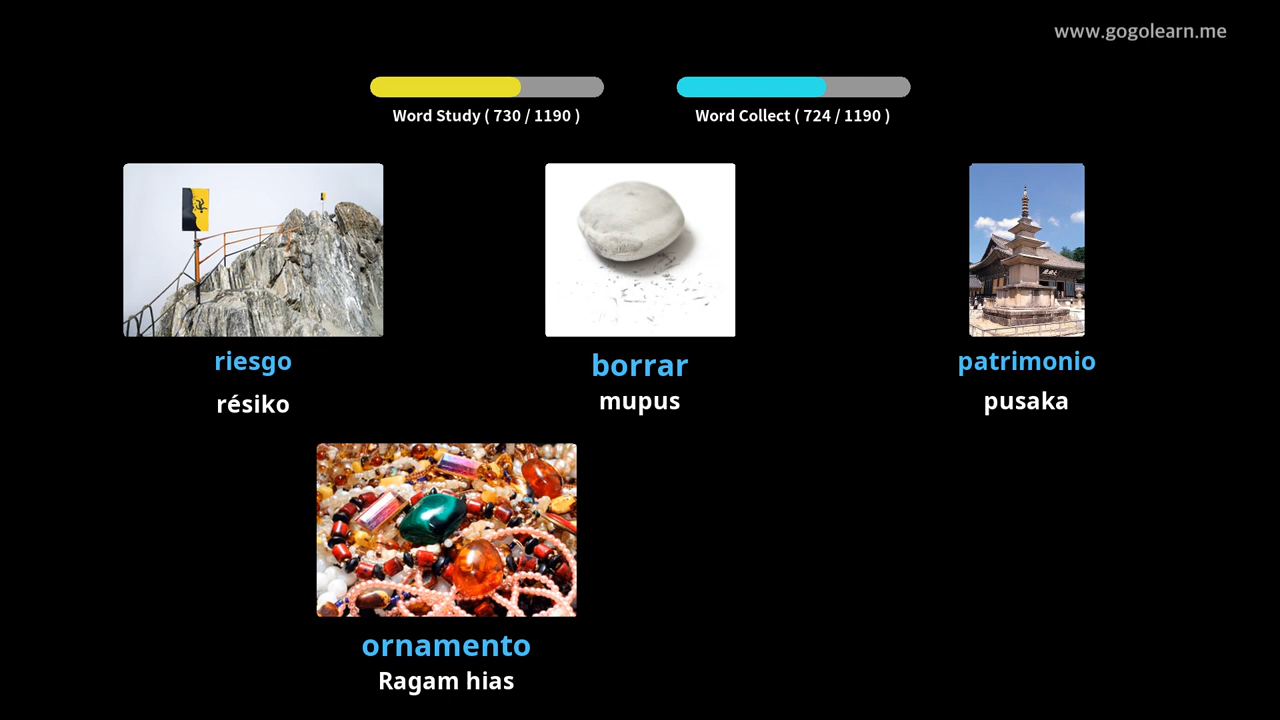 www.gogolearn.me
Word Study ( 730 / 1190 )
Word Collect ( 724 / 1190 )
riesgo
résiko
borrar
mupus
patrimonio
pusaka
ornamento
Ragam hias